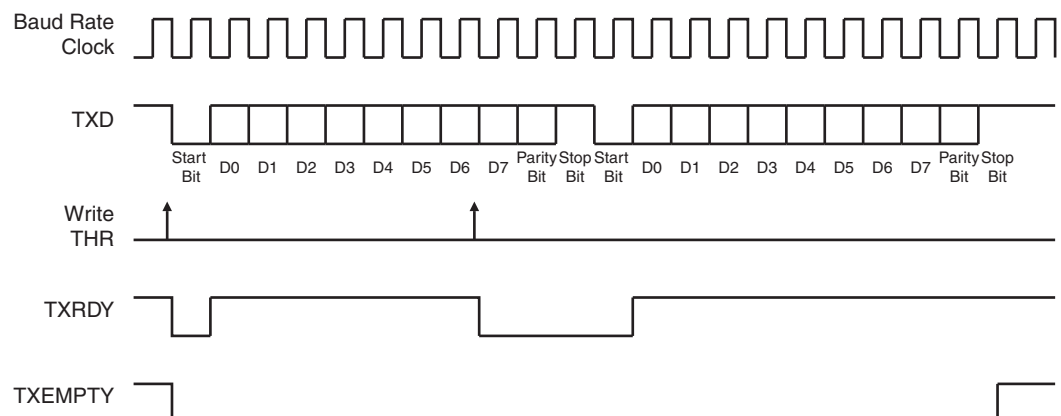 Baud Rate
Clock
TXD
Start
Bit
D0
D1
D2
D3
D4
D5
D6
D7
Parity
Bit
Stop
Bit
Start
Bit
D0
D1
D2
D3
D4
D5
D6
D7
Parity
Bit
Stop
Bit
Write
THR
TXRDY
TXEMPTY